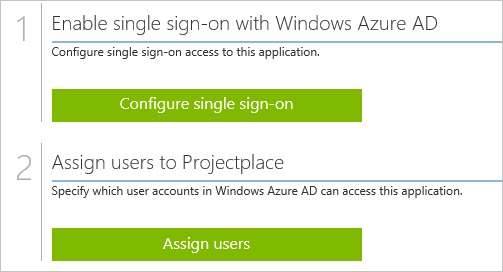 1
Enable single sign-on with Windows Azure AD
Configure single sign-on access to this application.
Configure single sign-on
2
Assign users to Projectplace
Specify which user accounts in Windows Azure AD can access this application.
Assign users